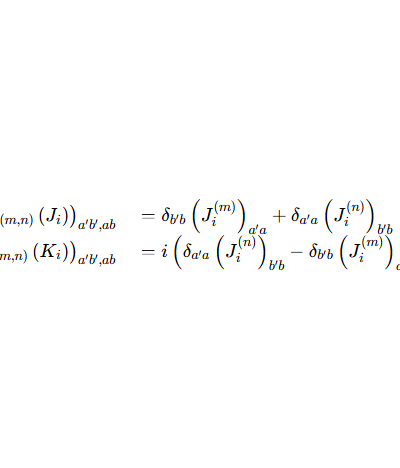 (m,n) (J_i))_{a′b′,ab} = δ_{b′b} (J_i^{(m)})_{a′a} + δ_{a′a} (J_i^{(n)})_{b′b}
m,n) (K_i))_{a′b′,ab} = i (δ_{a′a} (J_i^{(n)})_{b′b} − δ_{b′b} (J_i^{(m)})